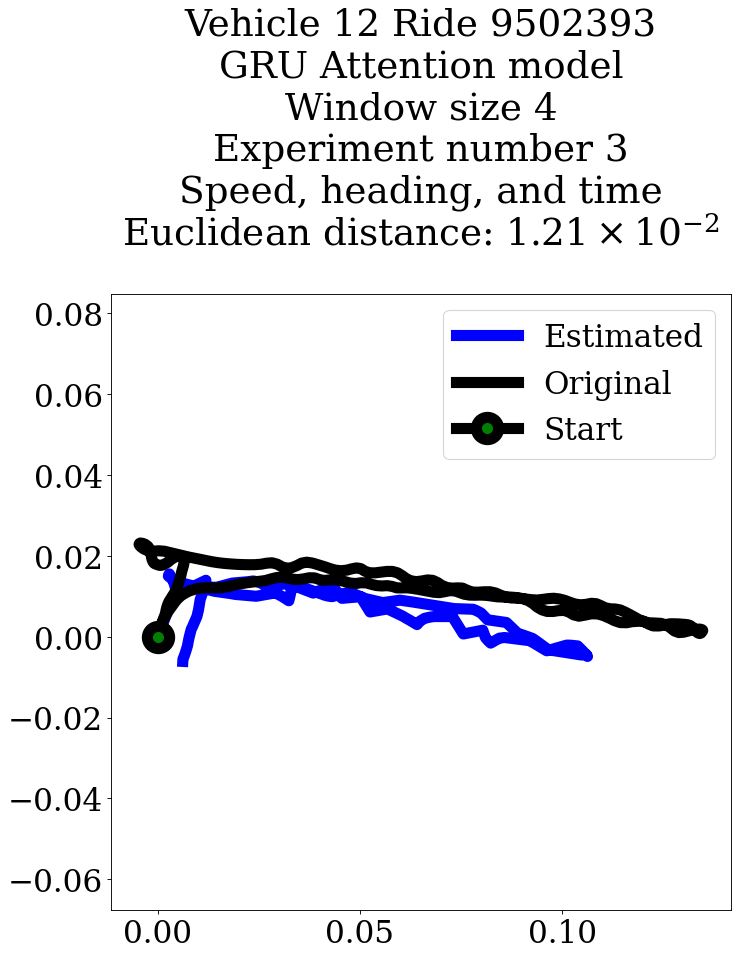 Vehicle 12 Ride 9502393
GRU Attention model
Window size 4
Experiment number 3
Speed, heading, and time
Euclidean distance: 1.21 × 10⁻²
0.08
0.06
0.04
0.02
0.00
−0.02
−0.04
−0.06
Estimated
Original
Start
0.00 0.05 0.10